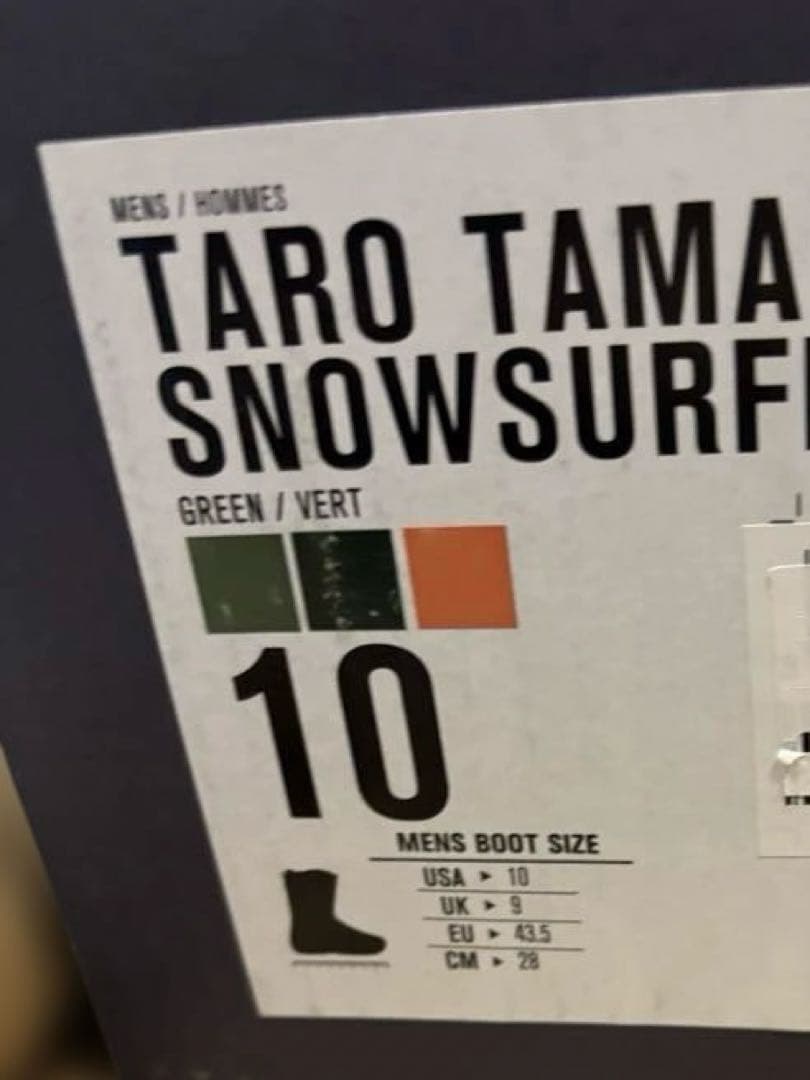 MENS / HOMMES
TARO TAMA
SNOWSURF
GREEN / VERT
10
MENS BOOT SIZE
USA ► 10
UK ► 9
EU ► 43.5
CM ► 28